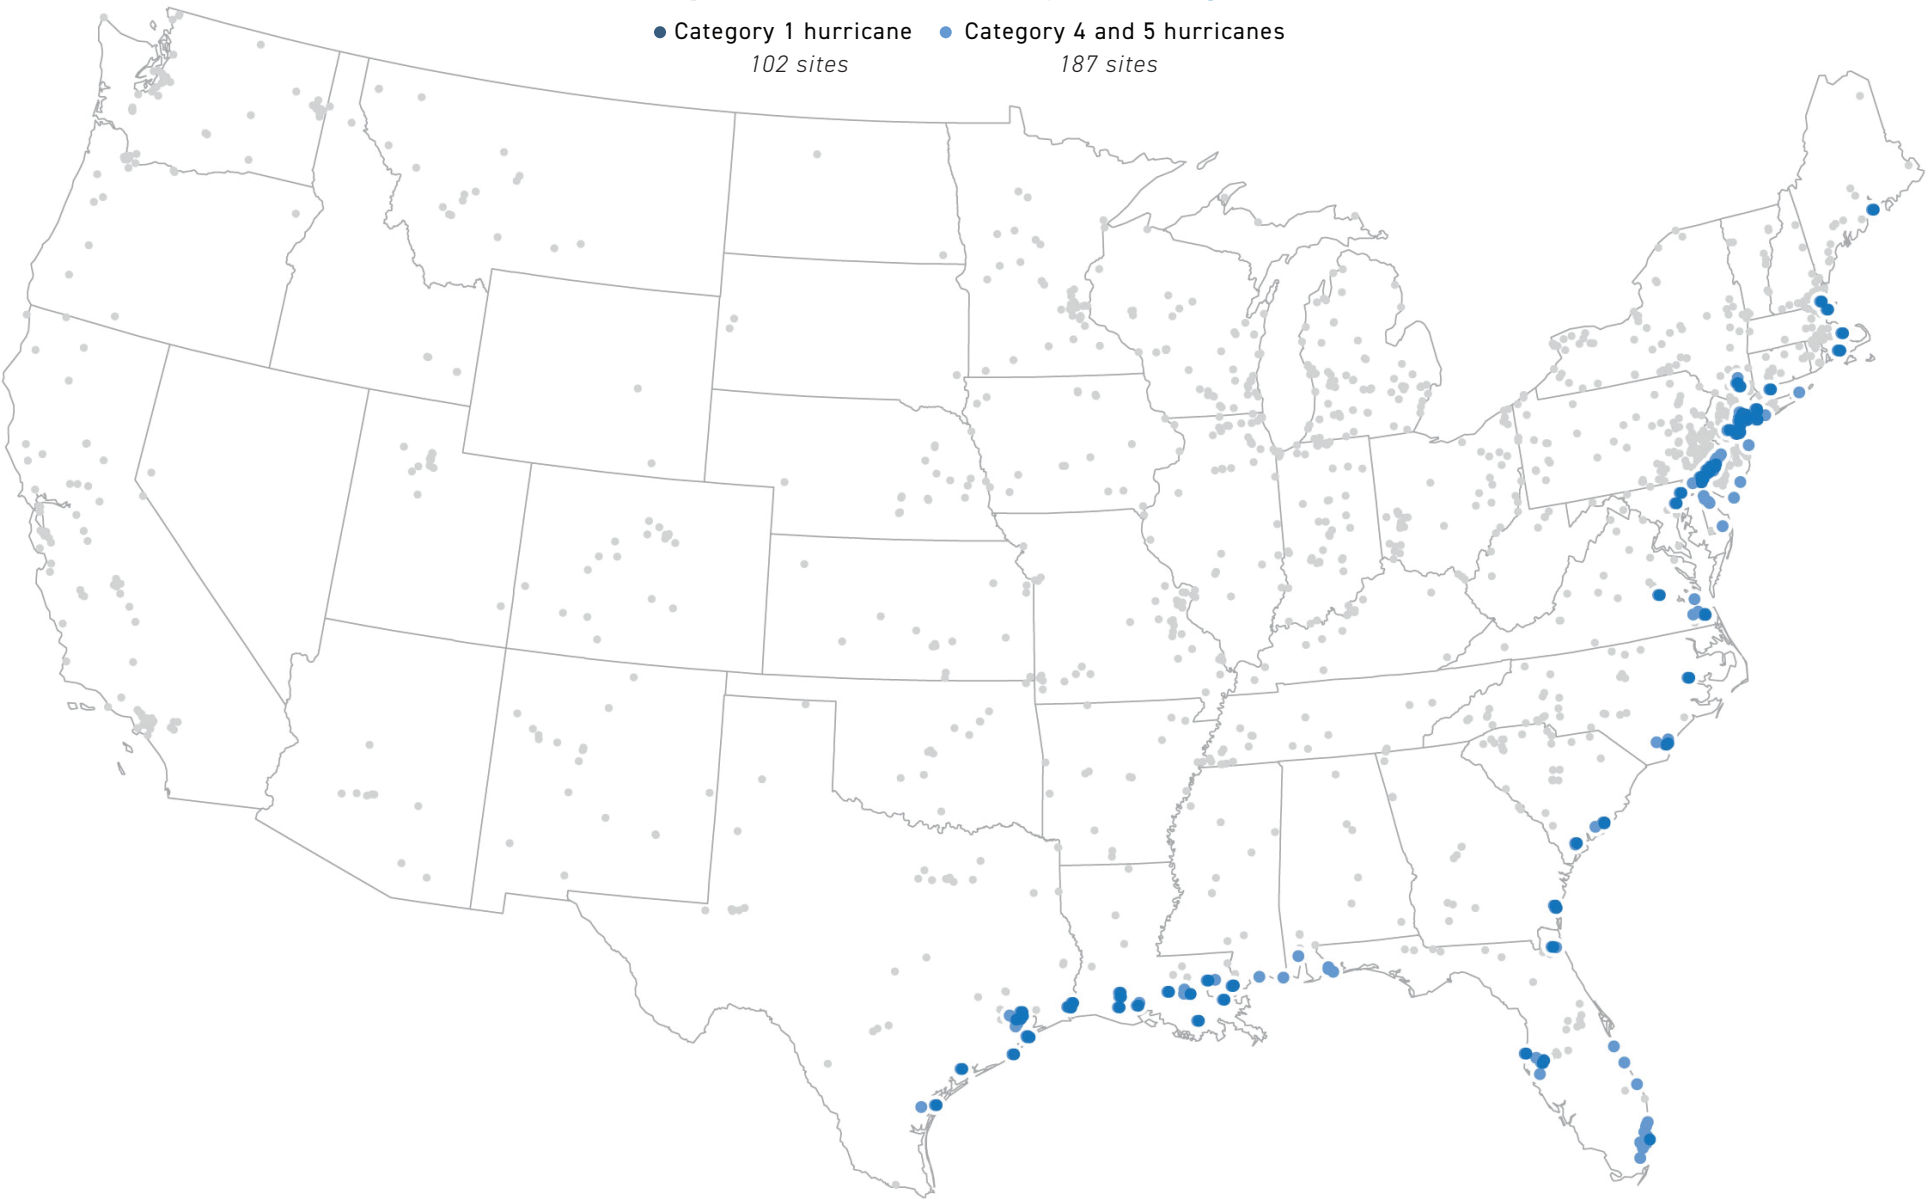 Category 1 hurricane Category 4 and 5 hurricanes
102 sites 187 sites